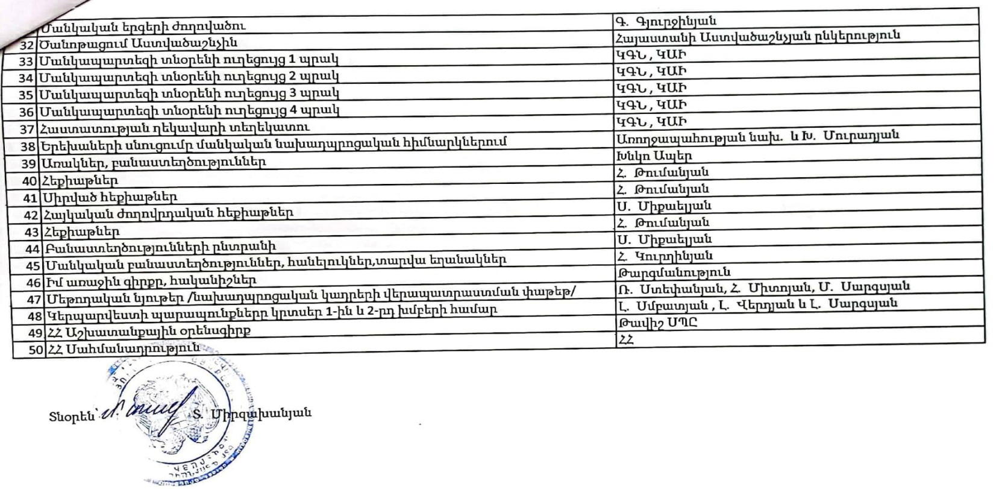 Մանկական երգերի ժողովածու Գ. Գյուրջինյան
32 Ծանոթացում Աստվածաշնչին Հայաստանի Աստվածաշնչյան ընկերություն
33 Մանկապարտեզի տնօրենի ուղեցույց 1 պրակ ԿԳՆ , ԿԱԻ
34 Մանկապարտեզի տնօրենի ուղեցույց 2 պրակ ԿԳՆ , ԿԱԻ
35 Մանկապարտեզի տնօրենի ուղեցույց 3 պրակ ԿԳՆ , ԿԱԻ
36 Մանկապարտեզի տնօրենի ուղեցույց 4 պրակ ԿԳՆ , ԿԱԻ
37 Հաստատության ղեկավարի տեղեկատու ԿԳՆ , ԿԱԻ
38 Երեխաների սնուցումը մանկական նախադպրոցական հիմնարկներում Առողջապահության նախ. և Խ. Մուրադյան
39 Առակներ, բանաստեղծություններ Խնկո Ապեր
40 Հեքիաթներ Հ. Թումանյան
41 Սիրված հեքիաթներ Հ. Թումանյան
42 Հայկական ժողովրդական հեքիաթներ Ս. Միքաելյան
43 Հեքիաթներ Հ. Թումանյան
44 Բանաստեղծությունների ընտրանի Ս. Միքաելյան
45 Մանկական բանաստեղծություններ, հանելուկներ,տարվա եղանակներ Հ. Կուրղինյան
46 Իմ առաջին գիրքը, հականիշներ Թարգմանություն
47 Մեթոդական նյութեր /նախադպրոցական կադրերի վերապատրաստման փաթեթ/ Ռ. Ստեփանյան, Հ. Միտոյան, Մ. Սարգսյան
48 Կերպարվեստի պարապունքները կրտսեր 1-ին և 2-րդ խմբերի համար Լ. Սմբատյան , Լ. Վերդյան և Լ. Սարգսյան
49 ՀՀ Աշխատանքային օրենսգիրք Թավիշ ՍՊԸ
50 ՀՀ Սահմանադրություն ՀՀ
Տնօրեն՝ Տ. Միրզախանյան